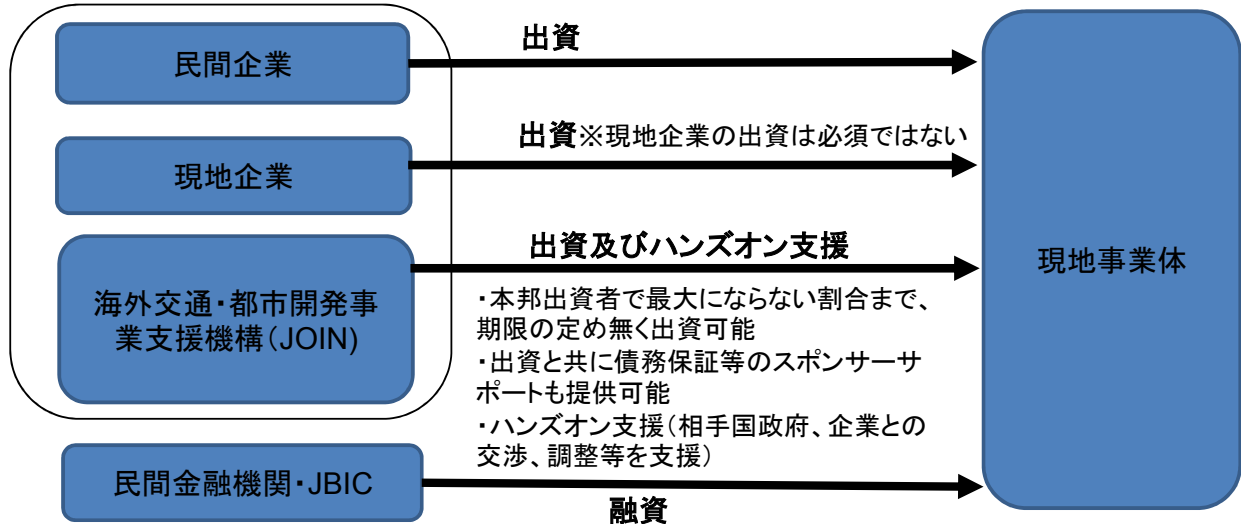 民間企業
出資
現地企業
出資※現地企業の出資は必須ではない
海外交通・都市開発事
業支援機構(JOIN)
出資及びハンズオン支援
・本邦出資者で最大にならない割合まで、
期限の定め無く出資可能
・出資と共に債務保証等のスポンサーサ
ポートも提供可能
・ハンズオン支援(相手国政府、企業との
交渉、調整等を支援)
民間金融機関・JBIC
融資
現地事業体